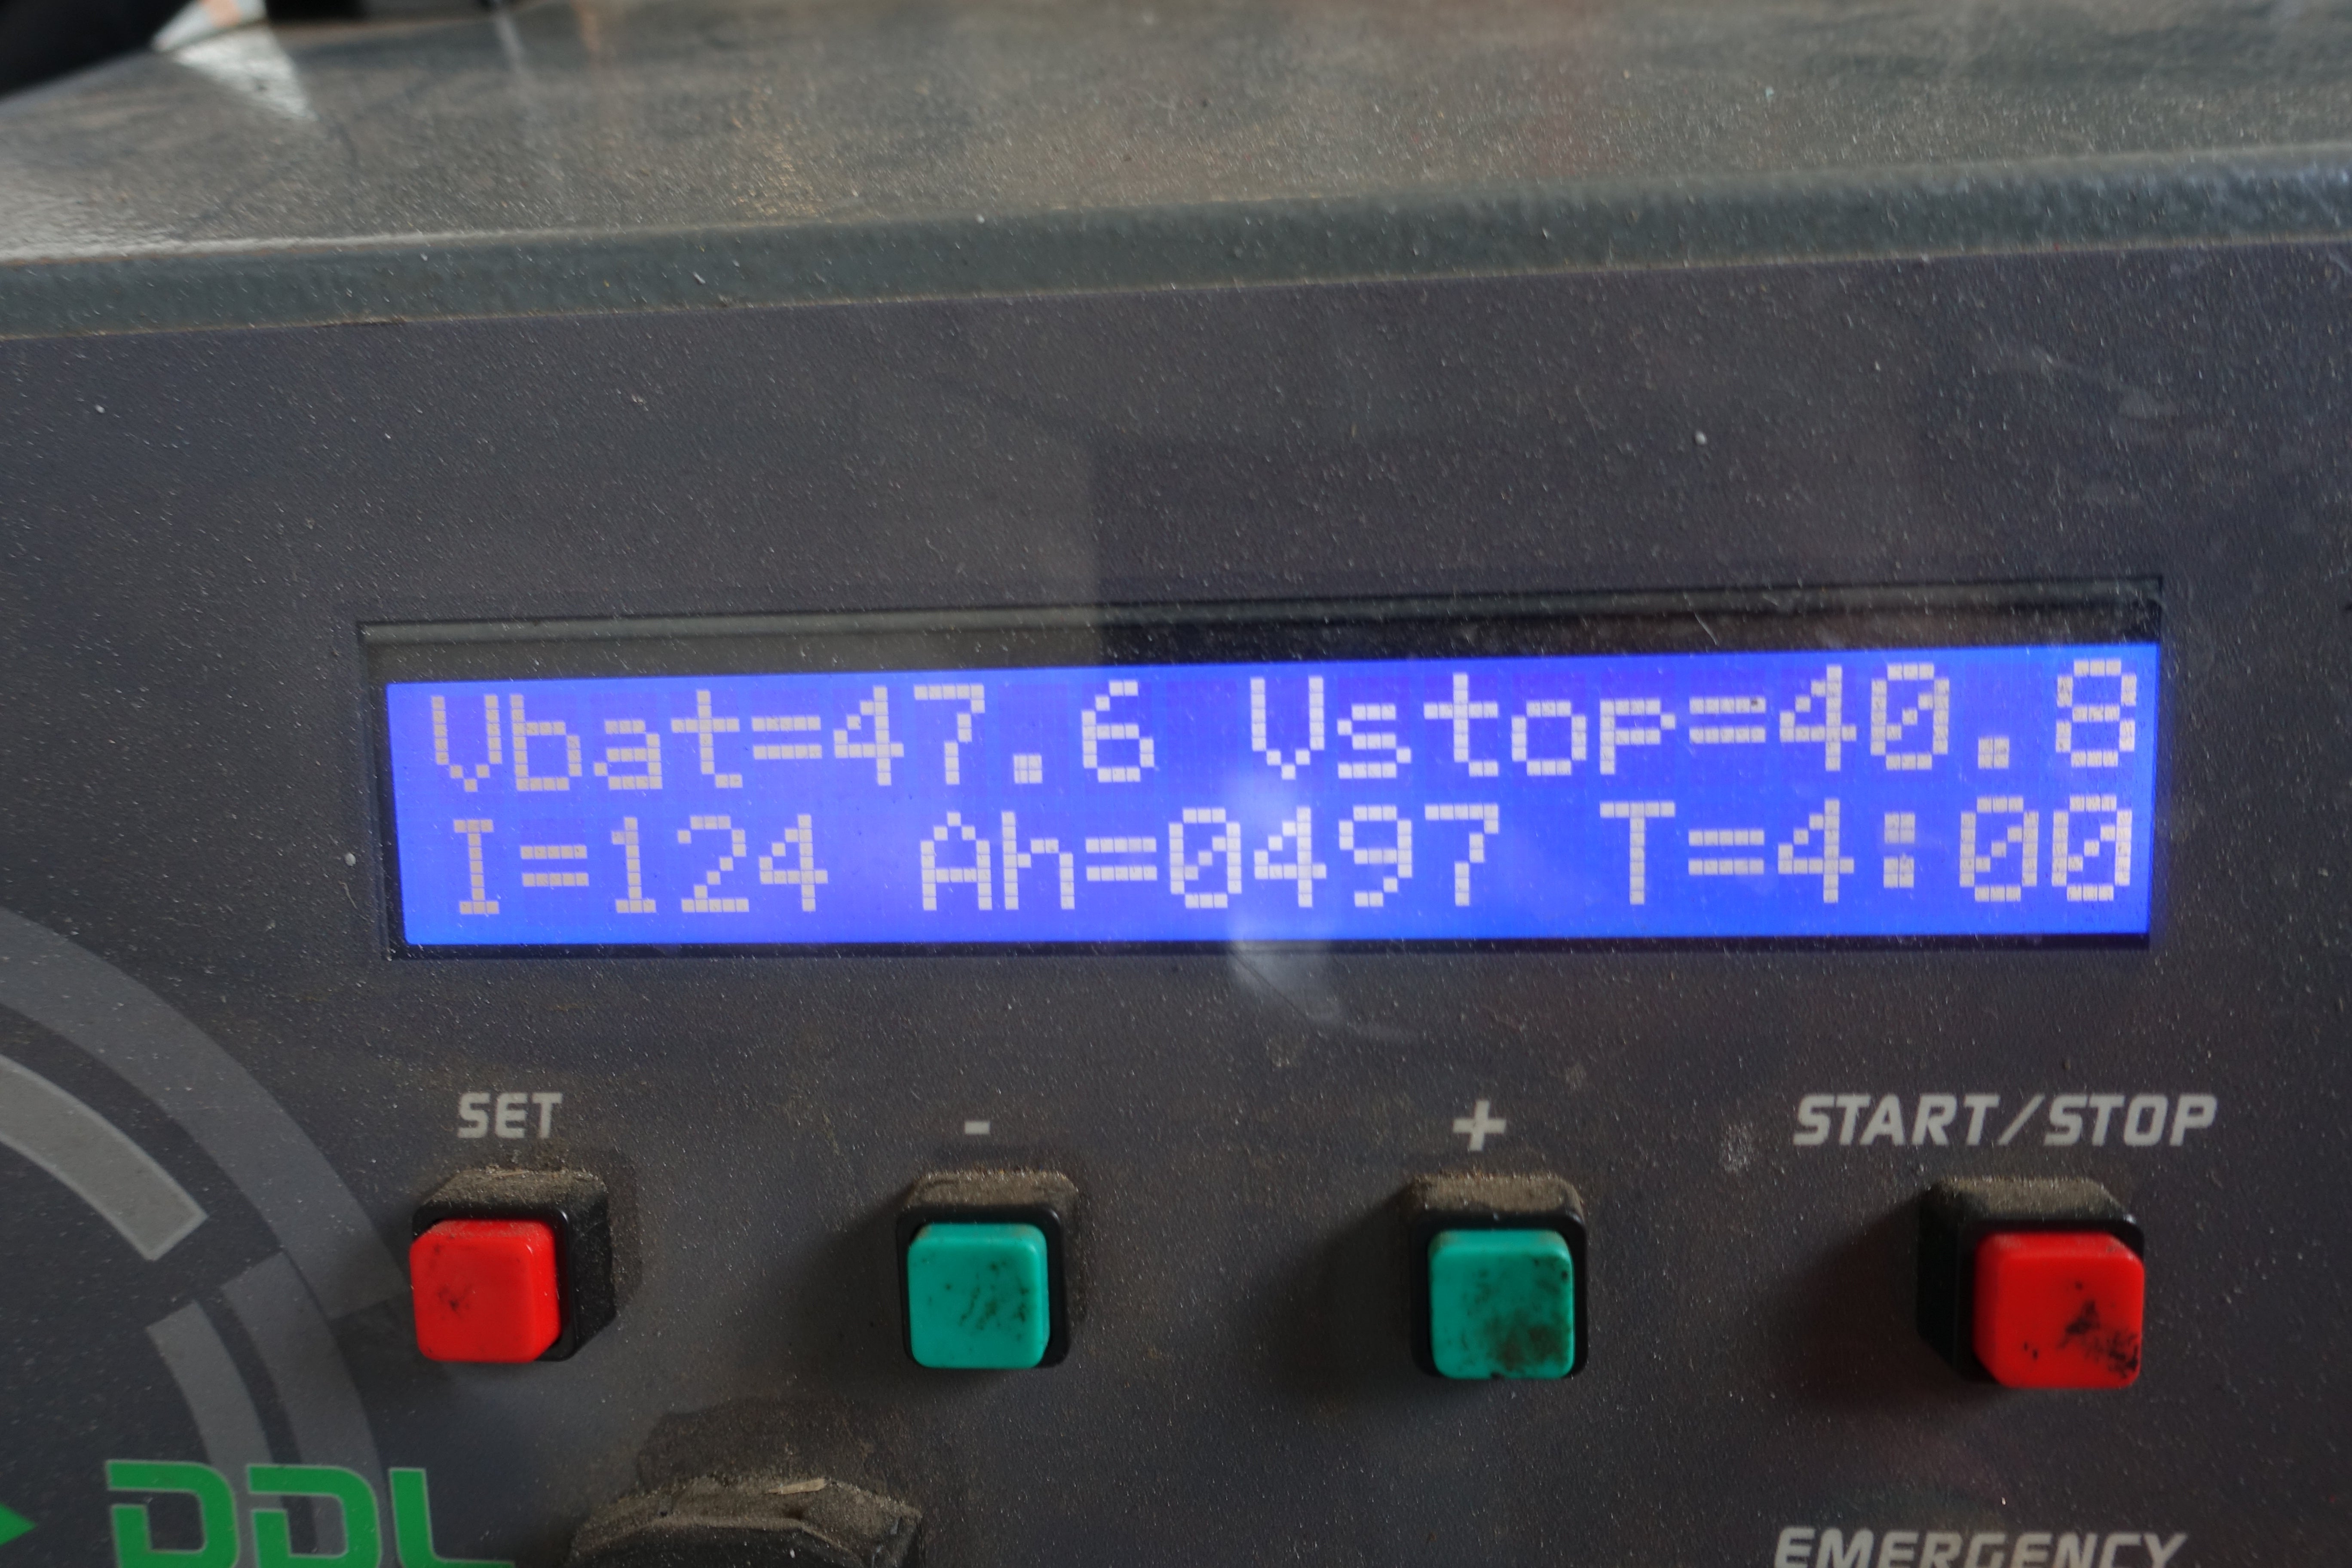 Vbat=47.6 Vstop=40.8
I=124 Ah=0497 T=4:00
SET - + START/STOP
DDL
EMERGENCY